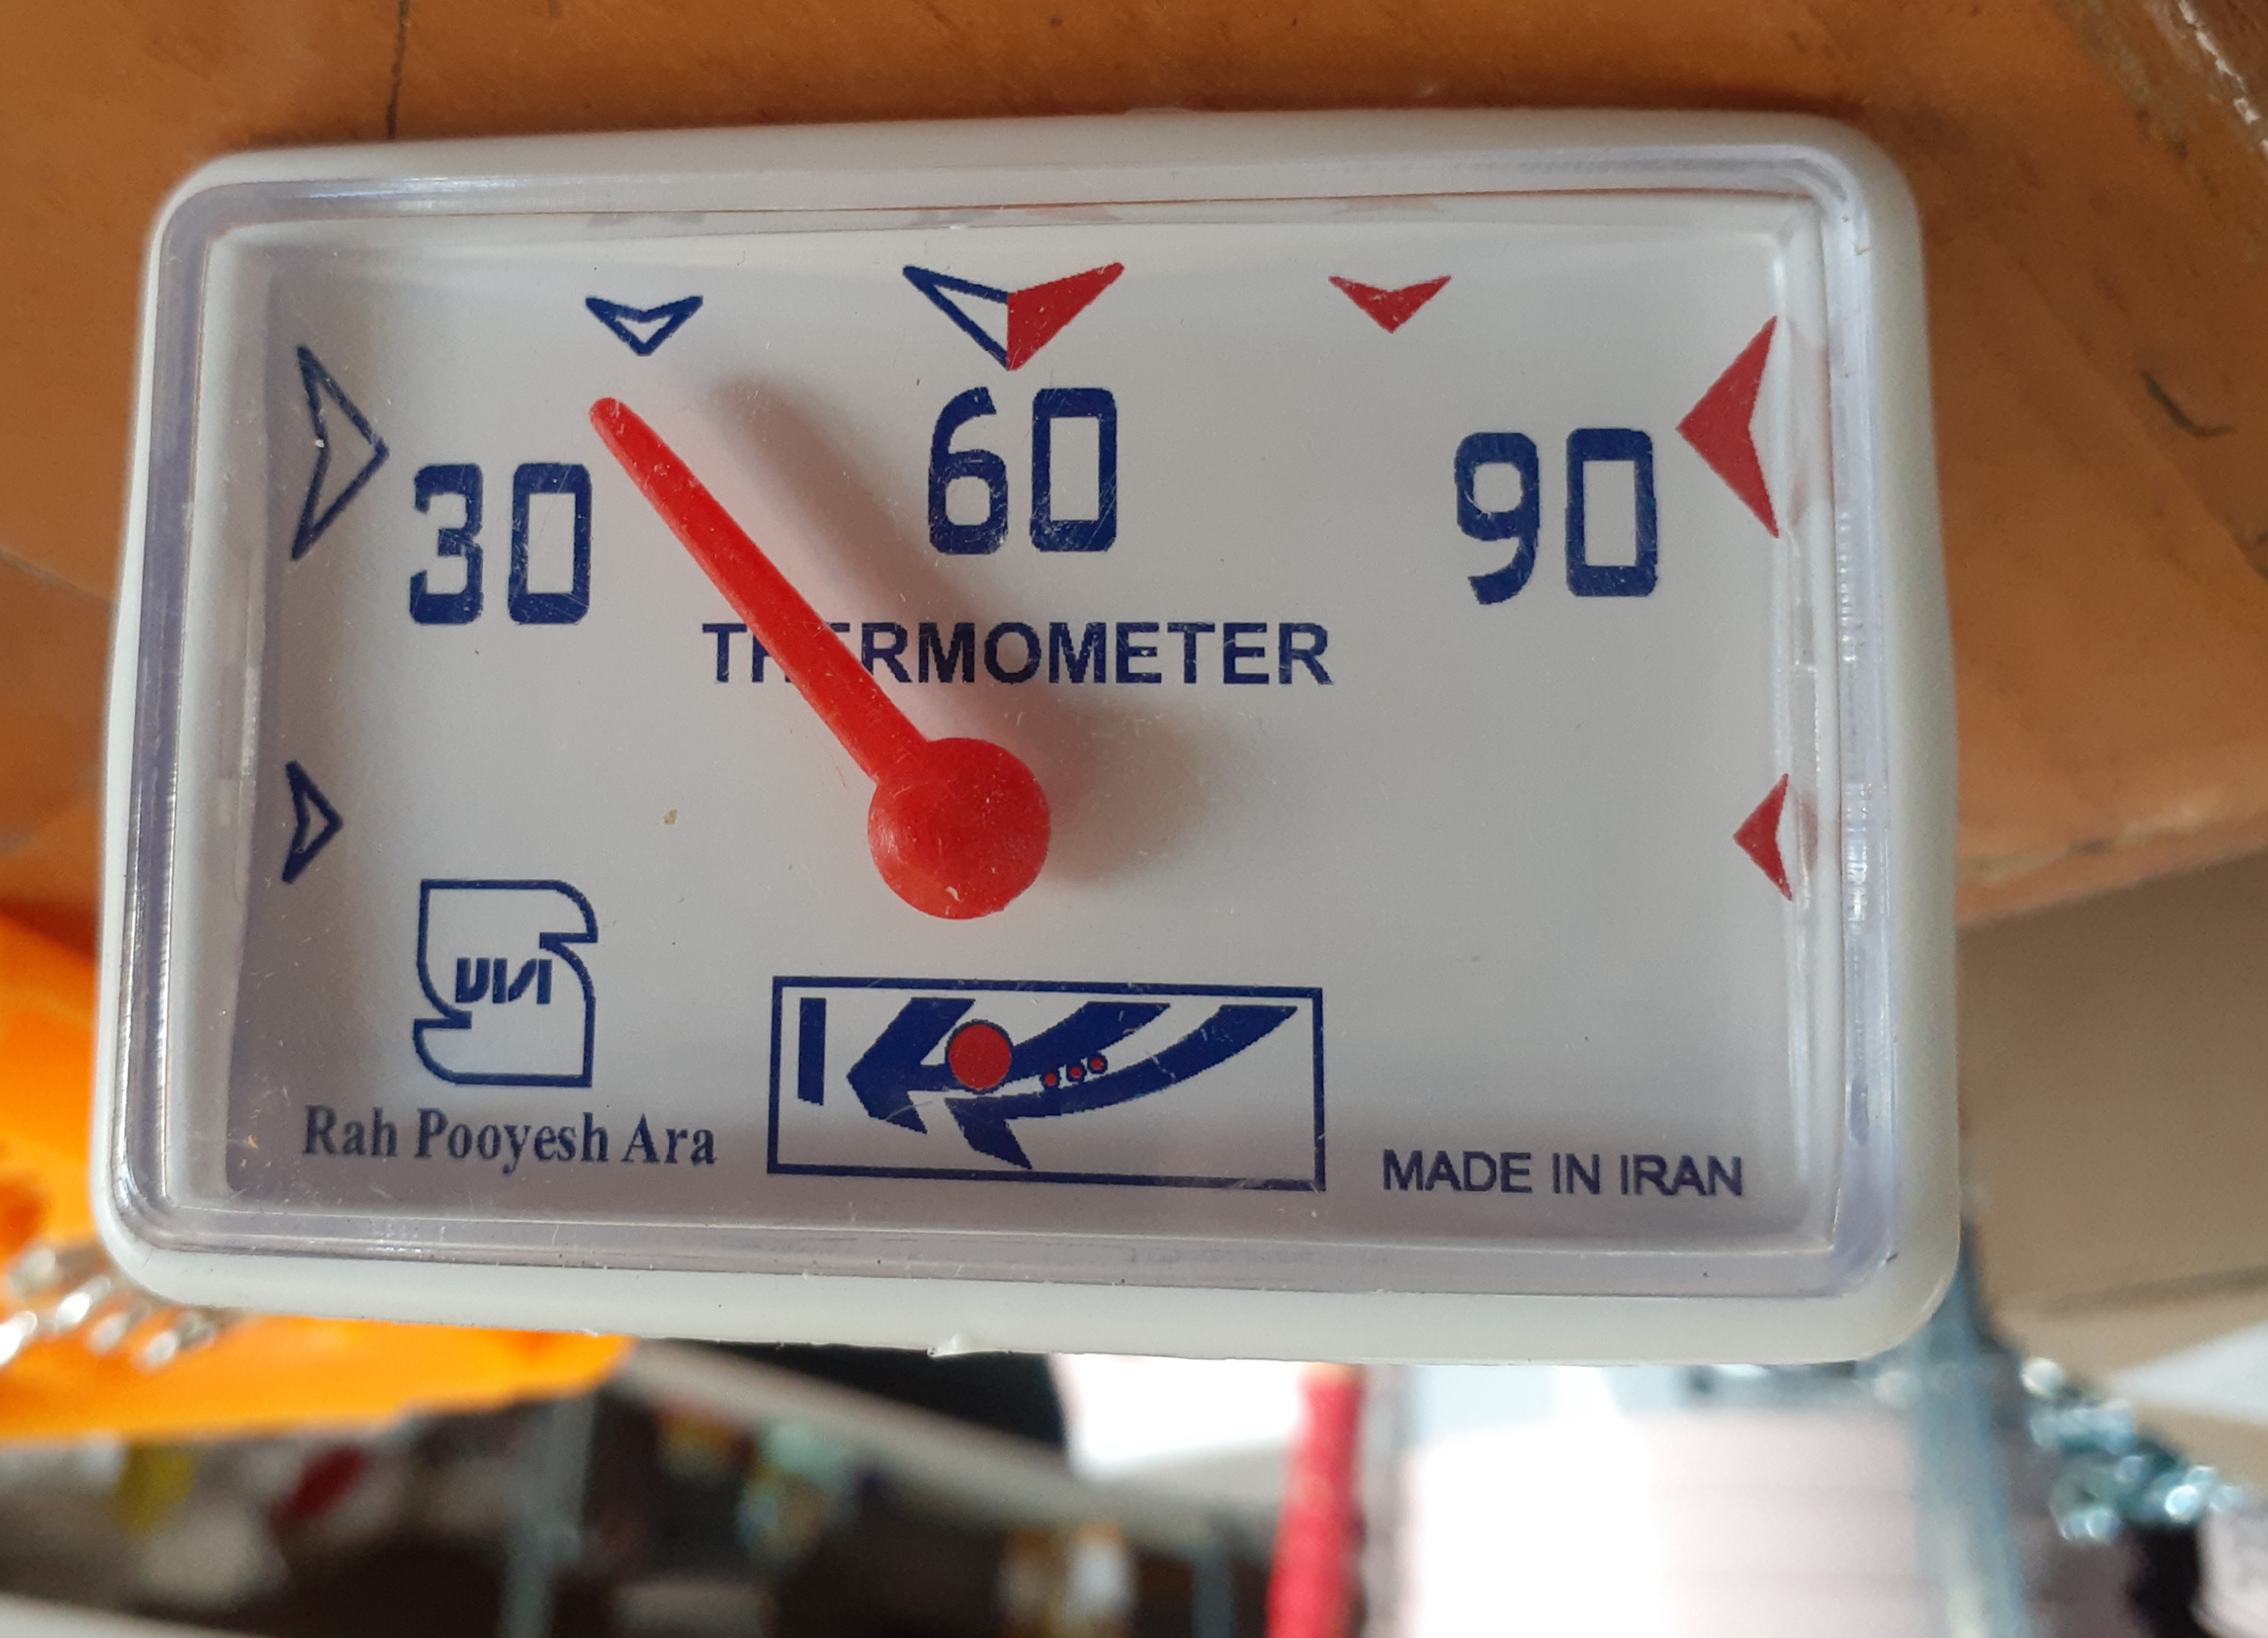 60
30
90
THERMOMETER
Rah Pooyesh Ara
MADE IN IRAN